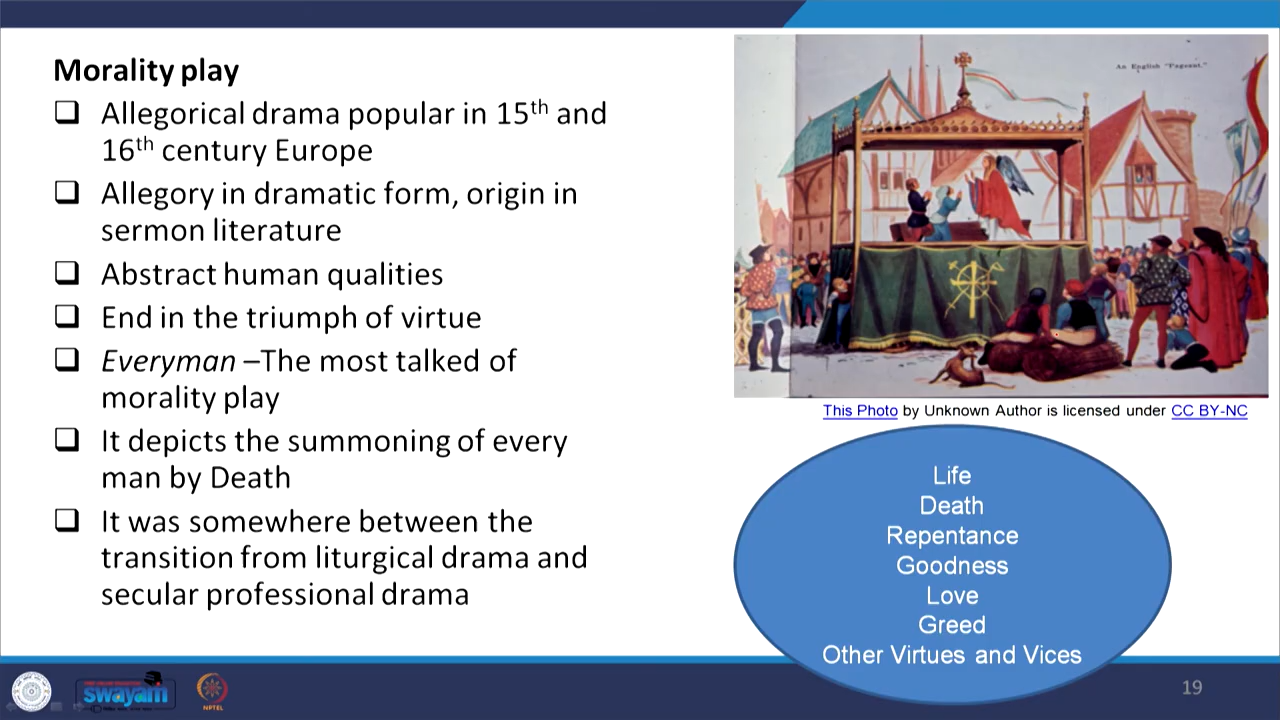 Morality play
❑ Allegorical drama popular in 15th and
16th century Europe
❑ Allegory in dramatic form, origin in
sermon literature
❑ Abstract human qualities
❑ End in the triumph of virtue
❑ Everyman –The most talked of
morality play
❑ It depicts the summoning of every
man by Death
❑ It was somewhere between the
transition from liturgical drama and
secular professional drama
An English "Pageant."
This Photo by Unknown Author is licensed under CC BY-NC
Life
Death
Repentance
Goodness
Love
Greed
Other Virtues and Vices
swayam
NPTEL
19